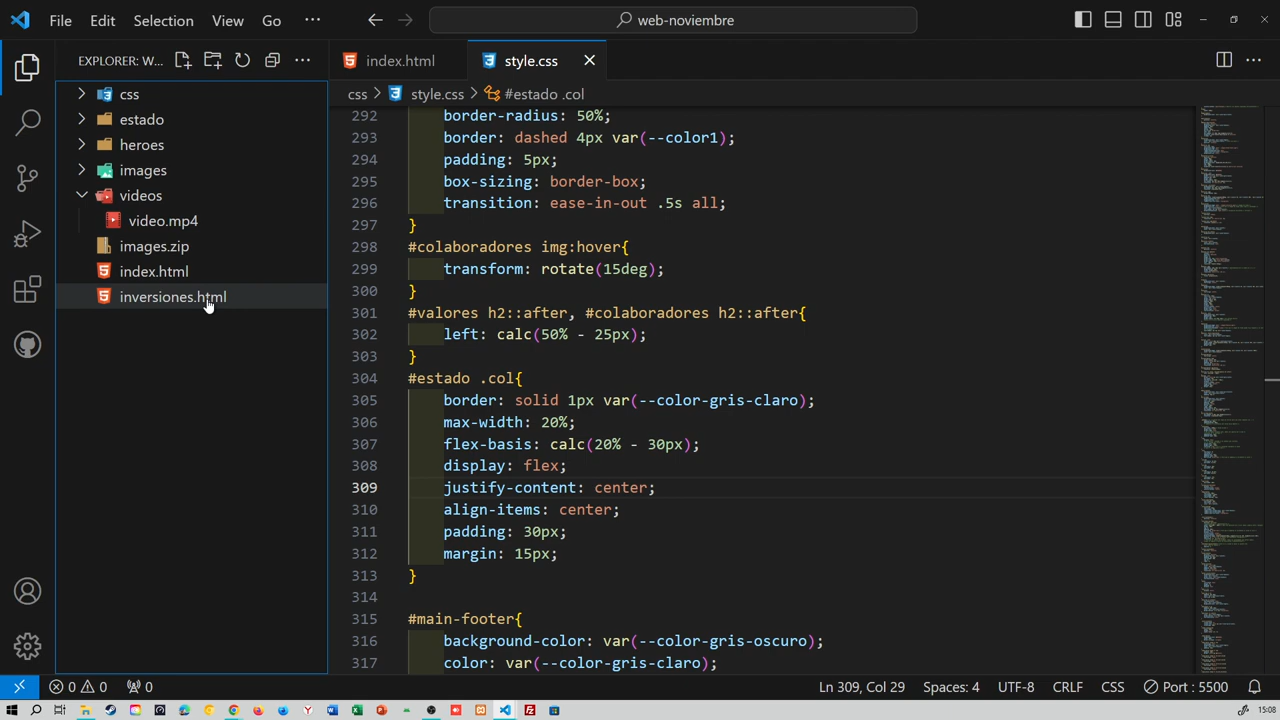 File Edit Selection View Go ···
web-noviembre
EXPLORER: W...
css
estado
heroes
images
videos
video.mp4
images.zip
index.html
inversiones.html
index.html
style.css
css > style.css > #estado .col
292 border-radius: 50%;
293 border: dashed 4px var(--color1);
294 padding: 5px;
295 box-sizing: border-box;
296 transition: ease-in-out .5s all;
297 }
298 #colaboradores img:hover{
299 transform: rotate(15deg);
300 }
301 #valores h2::after, #colaboradores h2::after{
302 left: calc(50% - 25px);
303 }
304 #estado .col{
305 border: solid 1px var(--color-gris-claro);
306 max-width: 20%;
307 flex-basis: calc(20% - 30px);
308 display: flex;
309 justify-content: center;
310 align-items: center;
311 padding: 30px;
312 margin: 15px;
313 }
314
315 #main-footer{
316 background-color: var(--color-gris-oscuro);
317 color: var(--color-gris-claro);
0 0
0
Ln 309, Col 29
Spaces: 4
UTF-8
CRLF
CSS
Port : 5500
15:08